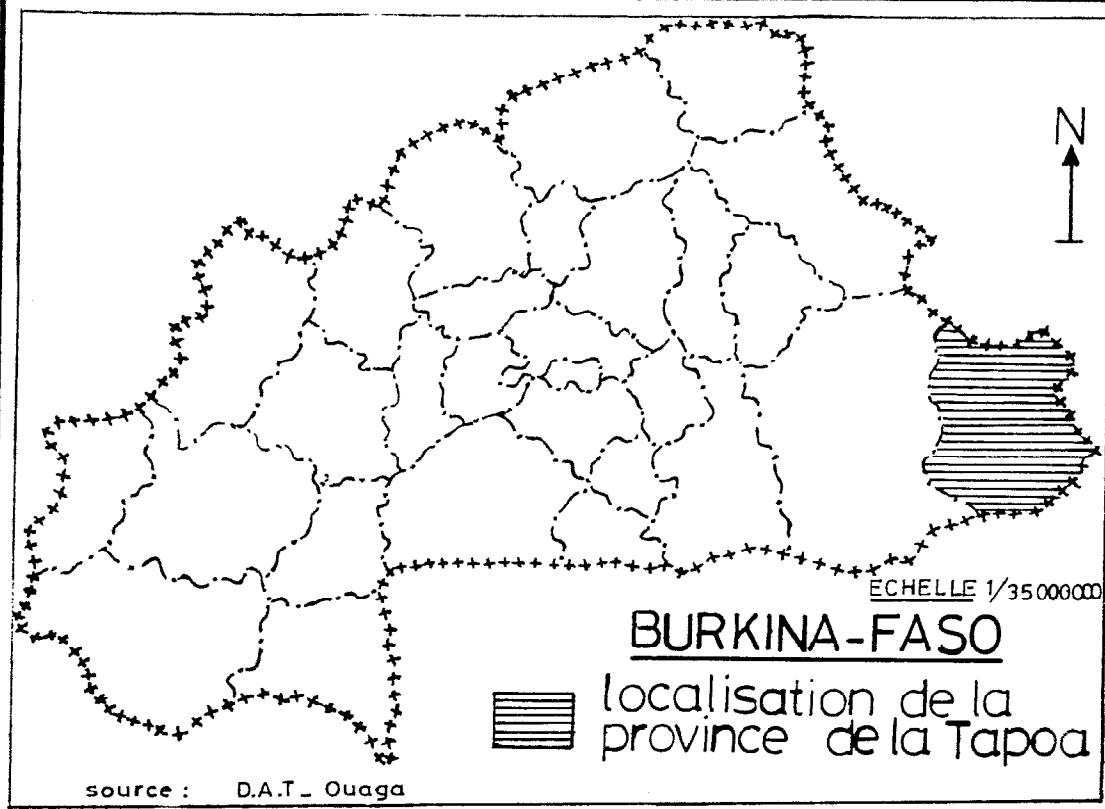 N
ECHELLE 1/35000000
BURKINA-FASO
localisation de la
province de la Tapoa
source : D.A.T_ Ouaga